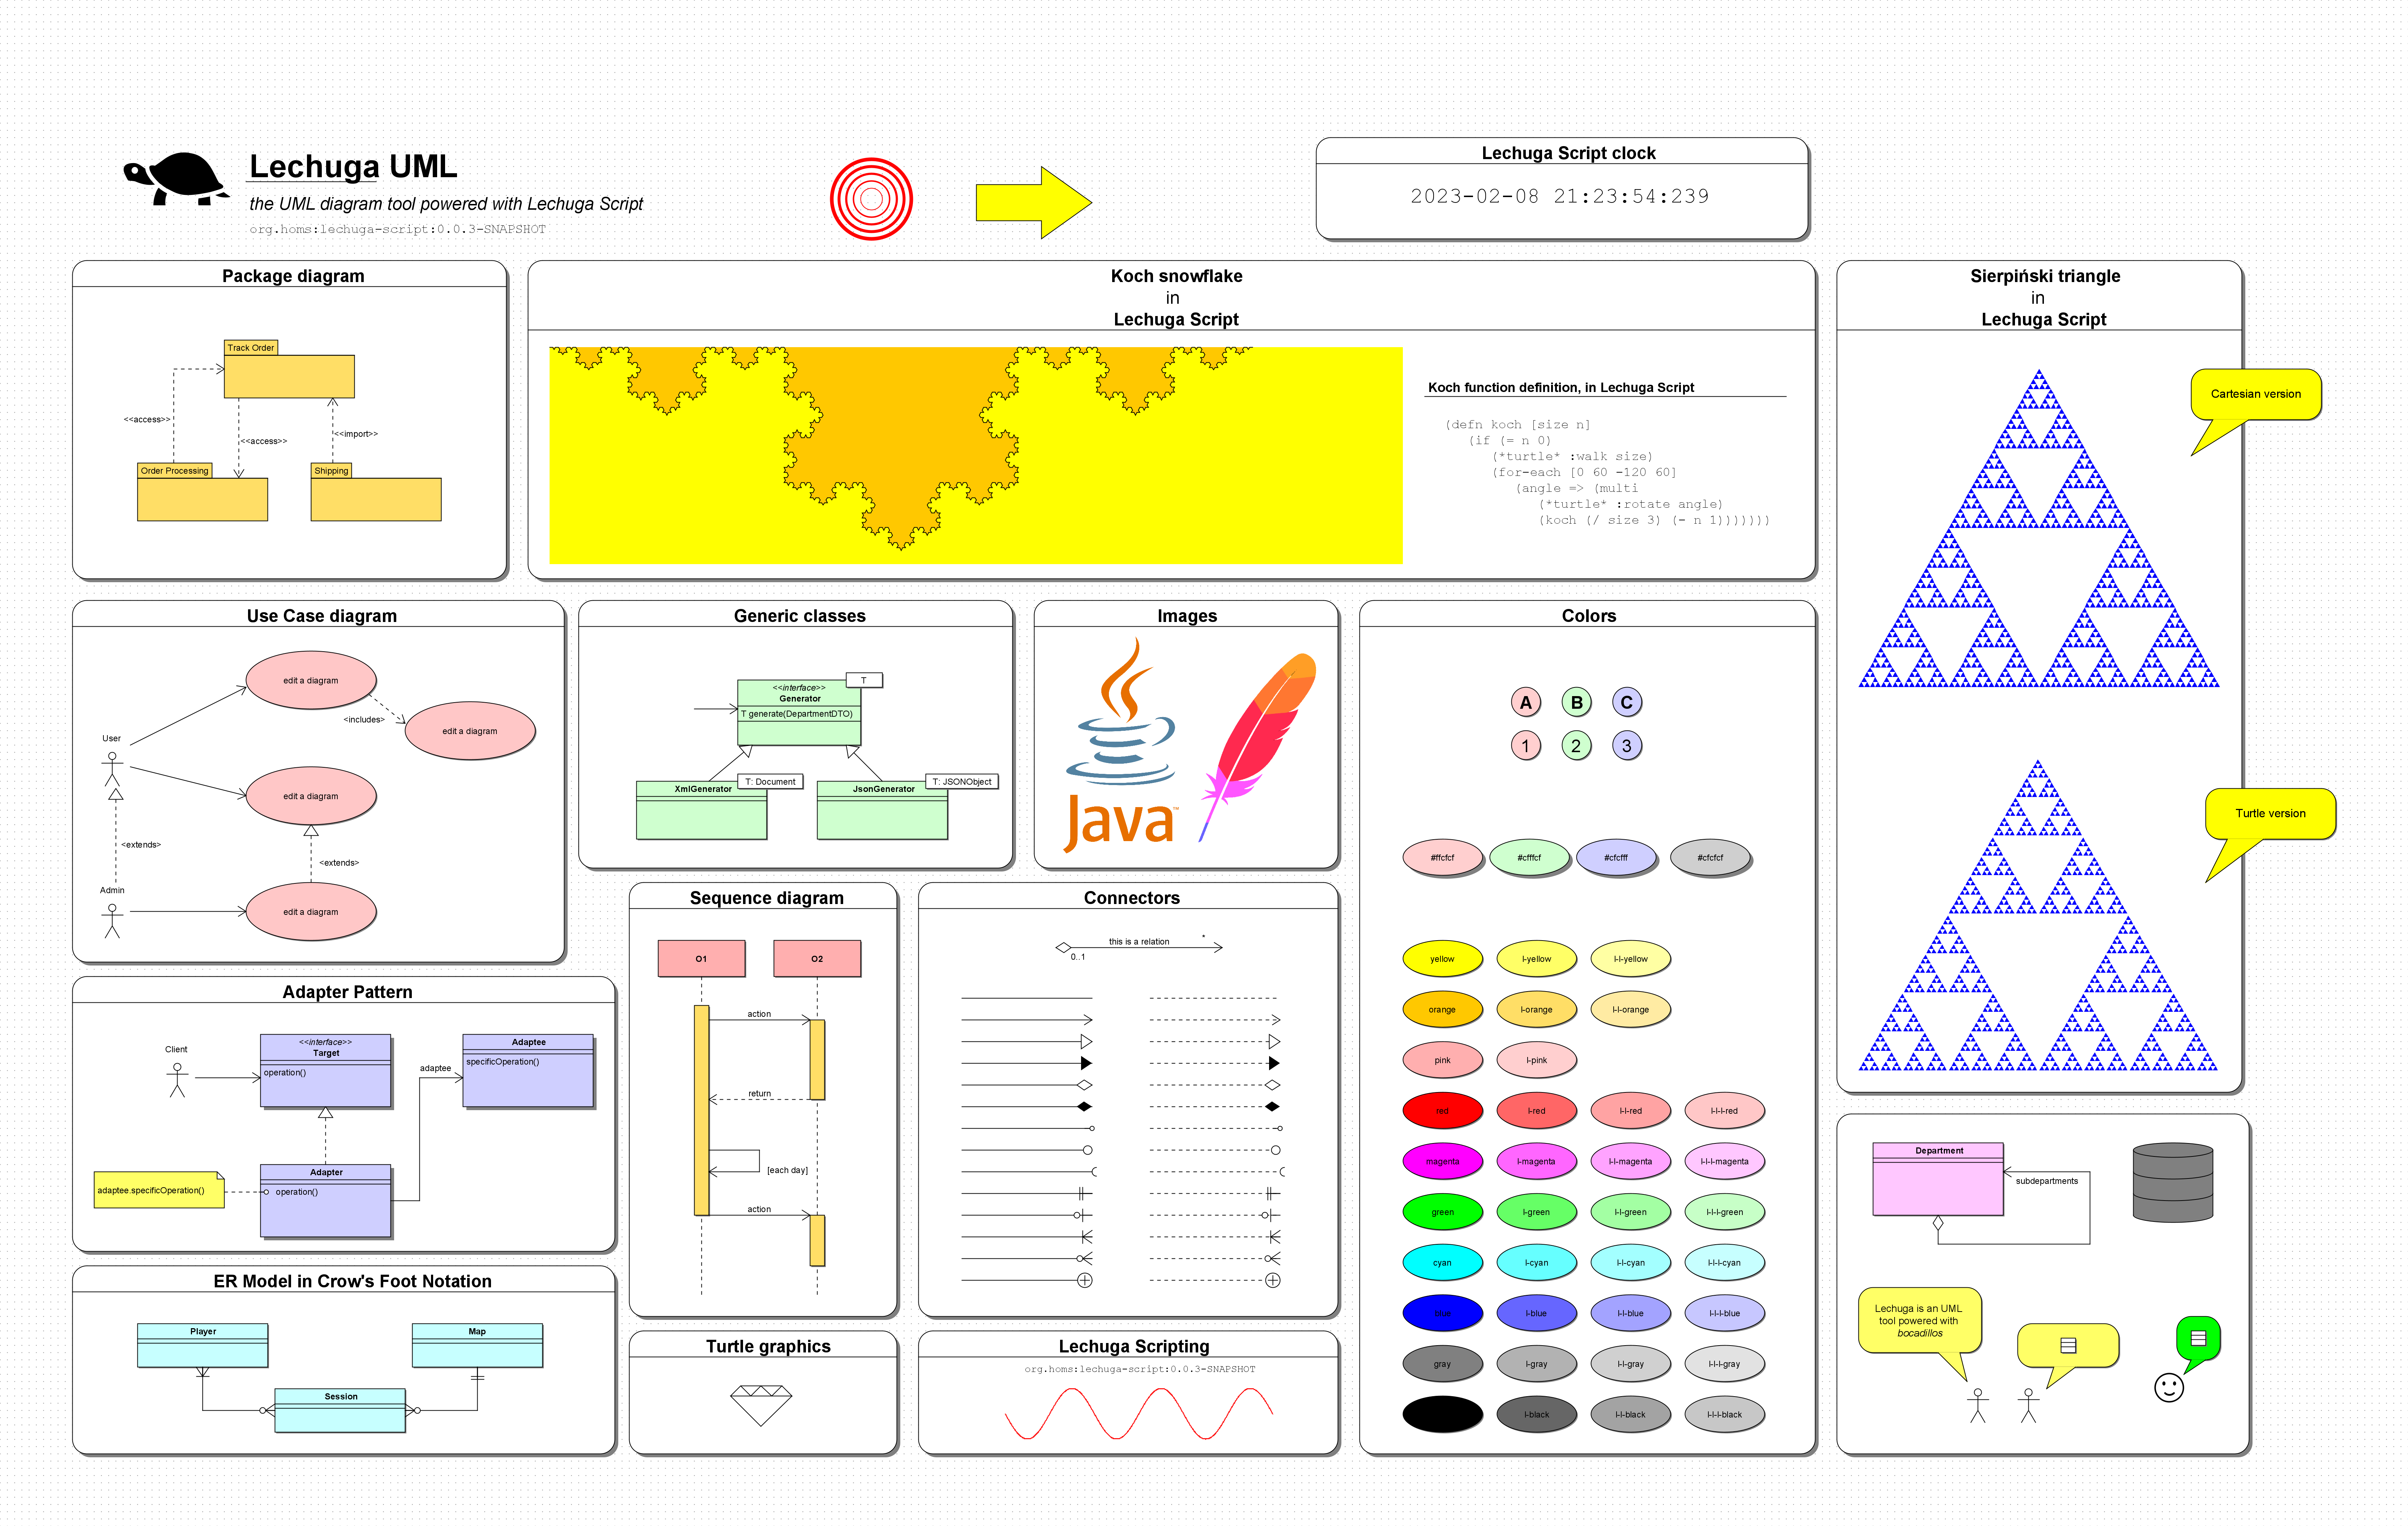 Lechuga UML
the UML diagram tool powered with Lechuga Script
org.homs:lechuga-script:0.0.3-SNAPSHOT
Lechuga Script clock
2023-02-08 21:23:54:239
Package diagram
Track Order
<<access>>
<<access>>
<<import>>
Order Processing
Shipping
Koch snowflake
in
Lechuga Script
Koch function definition, in Lechuga Script
(defn koch [size n]
(if (= n 0)
(*turtle* :walk size)
(for-each [0 60 -120 60]
(angle => (multi
(*turtle* :rotate angle)
(koch (/ size 3) (- n 1)))))))
Sierpiński triangle
in
Lechuga Script
Cartesian version
Turtle version
Use Case diagram
edit a diagram
<includes>
edit a diagram
User
edit a diagram
<extends>
<extends>
Admin
edit a diagram
Generic classes
T
<<interface>>
Generator
T generate(DepartmentDTO)
T: Document
XmlGenerator
T: JSONObject
JsonGenerator
Images
Java™
Colors
A B C
1 2 3
#ffcfcf #cfffcf #cfcfff #cfcfcf
yellow l-yellow l-l-yellow
orange l-orange l-l-orange
pink l-pink
red l-red l-l-red l-l-l-red
magenta l-magenta l-l-magenta l-l-l-magenta
green l-green l-l-green l-l-l-green
cyan l-cyan l-l-cyan l-l-l-cyan
blue l-blue l-l-blue l-l-l-blue
gray l-gray l-l-gray l-l-l-gray
l-black l-l-black l-l-l-black
Adapter Pattern
Client
<<interface>>
Target
operation()
adaptee
Adaptee
specificOperation()
adaptee.specificOperation()
Adapter
operation()
ER Model in Crow's Foot Notation
Player
Map
Session
Sequence diagram
O1
O2
action
return
[each day]
action
Connectors
this is a relation
*
0..1
Turtle graphics
Lechuga Scripting
org.homs:lechuga-script:0.0.3-SNAPSHOT
Department
subdepartments
Lechuga is an UML
tool powered with
bocadillos